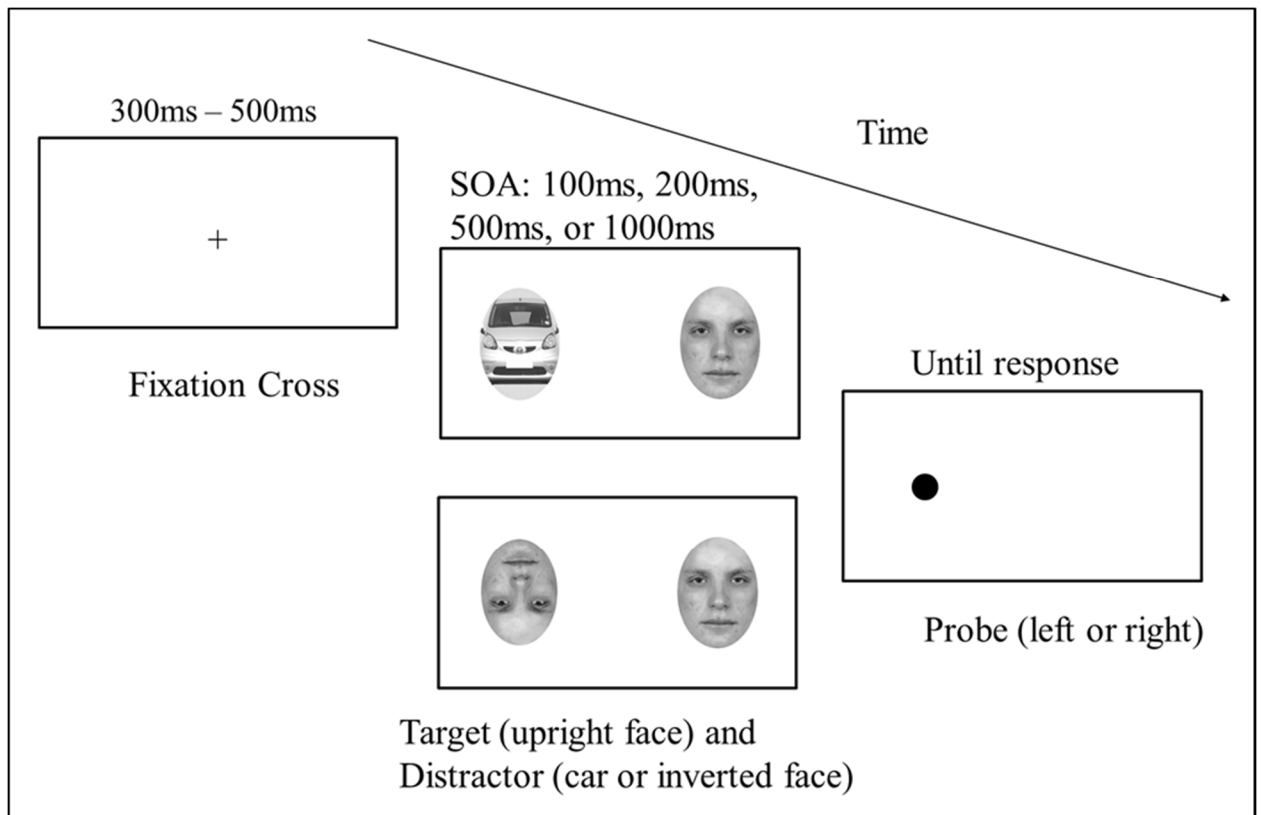 300ms – 500ms
Time
SOA: 100ms, 200ms,
500ms, or 1000ms
Fixation Cross
Until response
Probe (left or right)
Target (upright face) and
Distractor (car or inverted face)